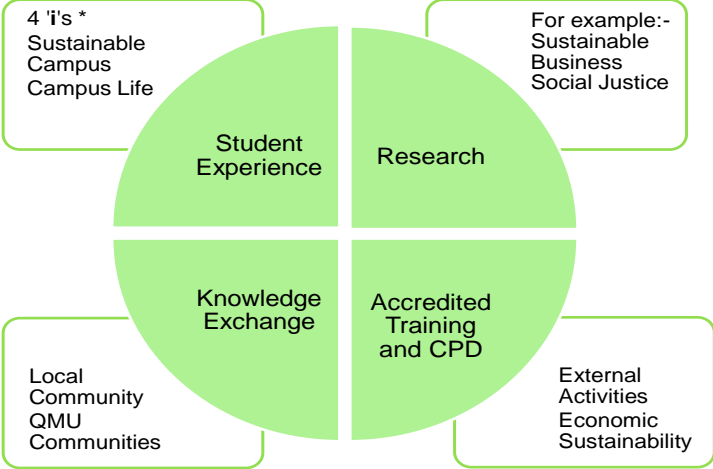 4 'i's *
Sustainable
Campus
Campus Life
For example:-
Sustainable
Business
Social Justice
Student
Experience
Research
Knowledge
Exchange
Accredited
Training
and CPD
Local
Community
QMU
Communities
External
Activities
Economic
Sustainability